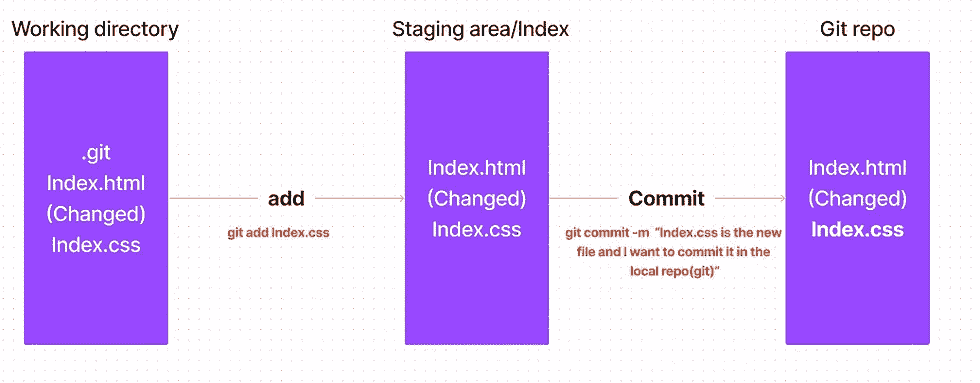 Working directory
Staging area/Index
Git repo
.git
Index.html
(Changed)
Index.css
add
git add Index.css
Index.html
(Changed)
Index.css
Commit
git commit -m "Index.css is the new
file and I want to commit it in the
local repo(git)"
Index.html
(Changed)
Index.css